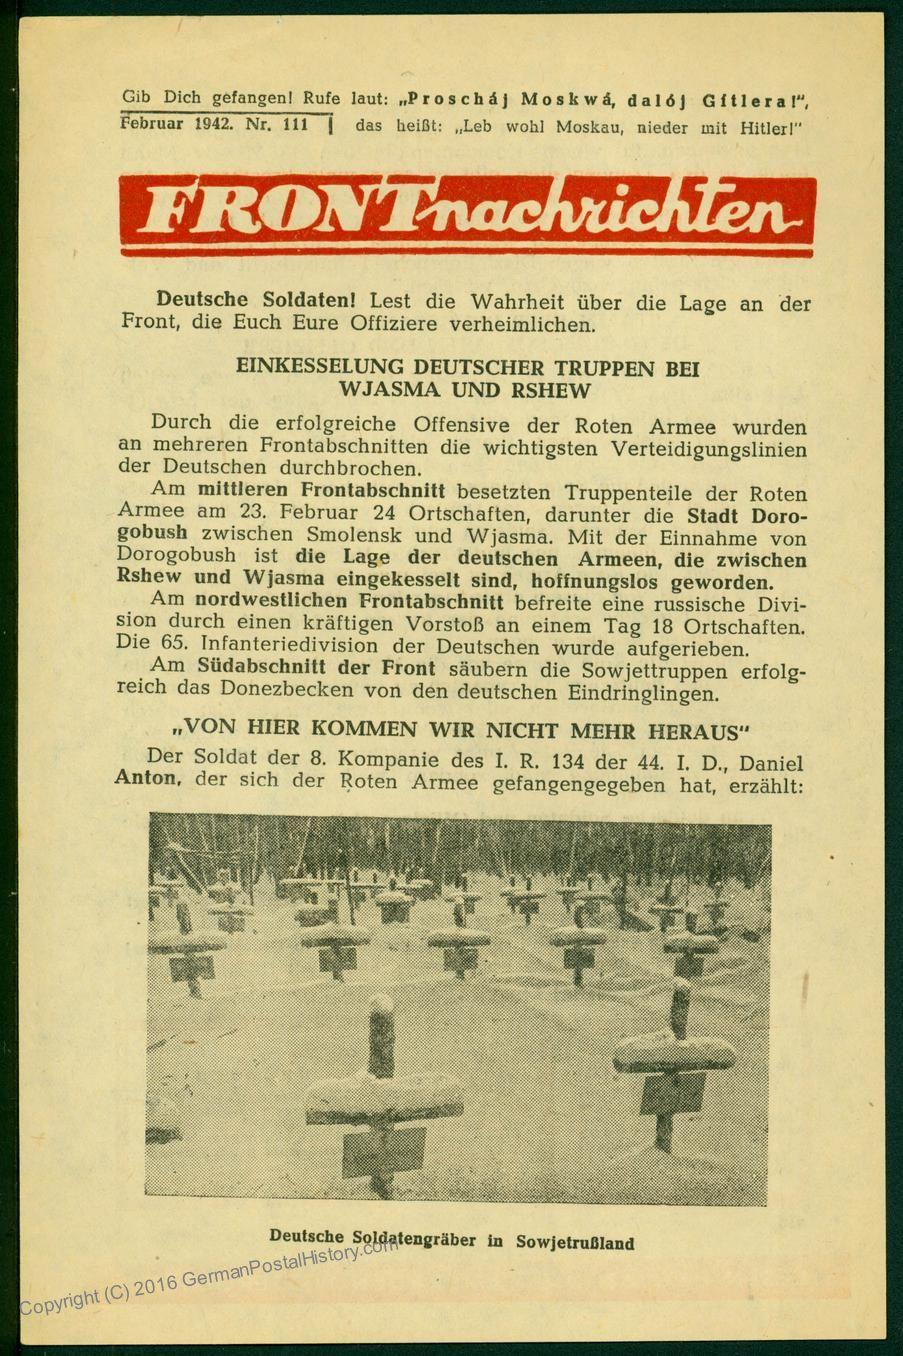 Gib Dich gefangen! Rufe laut: „Proscháj Moskwá, dalój Gítlera!“,
Februar 1942. Nr. 111 | das heißt: „Leb wohl Moskau, nieder mit Hitler!“
FRONTnachrichten
Deutsche Soldaten! Lest die Wahrheit über die Lage an der
Front, die Euch Eure Offiziere verheimlichen.
EINKESSELUNG DEUTSCHER TRUPPEN BEI
WJASMA UND RSHEW
Durch die erfolgreiche Offensive der Roten Armee wurden
an mehreren Frontabschnitten die wichtigsten Verteidigungslinien
der Deutschen durchbrochen.
Am mittleren Frontabschnitt besetzten Truppenteile der Roten
Armee am 23. Februar 24 Ortschaften, darunter die Stadt Doro-
gobush zwischen Smolensk und Wjasma. Mit der Einnahme von
Dorogobush ist die Lage der deutschen Armeen, die zwischen
Rshew und Wjasma eingekesselt sind, hoffnungslos geworden.
Am nordwestlichen Frontabschnitt befreite eine russische Divi-
sion durch einen kräftigen Vorstoß an einem Tag 18 Ortschaften.
Die 65. Infanteriedivision der Deutschen wurde aufgerieben.
Am Südabschnitt der Front säubern die Sowjettruppen erfolg-
reich das Donezbecken von den deutschen Eindringlingen.
„VON HIER KOMMEN WIR NICHT MEHR HERAUS“
Der Soldat der 8. Kompanie des I. R. 134 der 44. I. D., Daniel
Anton, der sich der Roten Armee gefangengegeben hat, erzählt:
Deutsche Soldatengräber in Sowjetrußland
Copyright (C) 2016 GermanPostalHistory.com